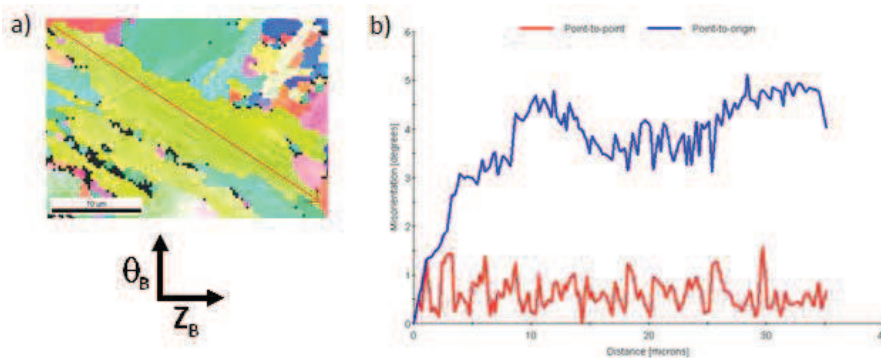 a)
10 µm
θB
ZB
b)
Point-to-point Point-to-origin
Misorientation [degrees]
6
5
4
3
2
1
0
0 10 20 30 40
Distance [microns]